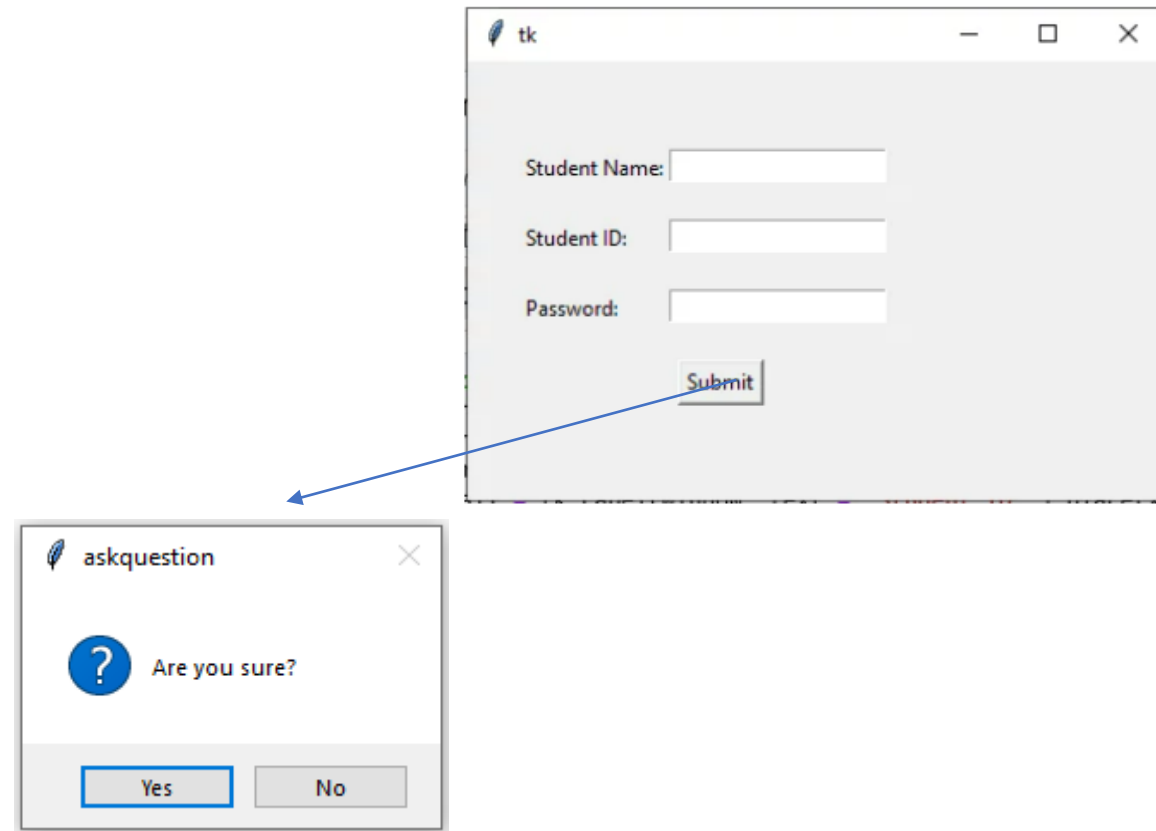 tk
Student Name:
Student ID:
Password:
Submit
askquestion
?
Are you sure?
Yes No